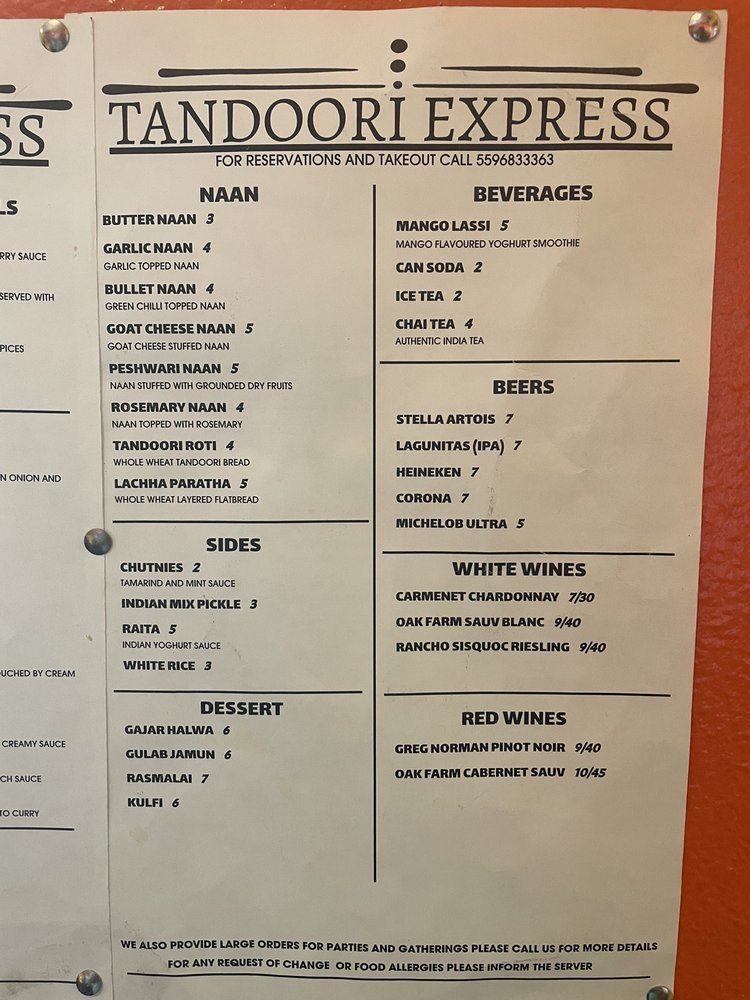 SS
LS
RRY SAUCE
SERVED WITH
PICES
N ONION AND
OUCHED BY CREAM
CREAMY SAUCE
CH SAUCE
TO CURRY
TANDOORI EXPRESS
FOR RESERVATIONS AND TAKEOUT CALL 5596833363
NAAN
BUTTER NAAN 3
GARLIC NAAN 4
GARLIC TOPPED NAAN
BULLET NAAN 4
GREEN CHILLI TOPPED NAAN
GOAT CHEESE NAAN 5
GOAT CHEESE STUFFED NAAN
PESHWARI NAAN 5
NAAN STUFFED WITH GROUNDED DRY FRUITS
ROSEMARY NAAN 4
NAAN TOPPED WITH ROSEMARY
TANDOORI ROTI 4
WHOLE WHEAT TANDOORI BREAD
LACHHA PARATHA 5
WHOLE WHEAT LAYERED FLATBREAD
SIDES
CHUTNIES 2
TAMARIND AND MINT SAUCE
INDIAN MIX PICKLE 3
RAITA 5
INDIAN YOGHURT SAUCE
WHITE RICE 3
DESSERT
GAJAR HALWA 6
GULAB JAMUN 6
RASMALAI 7
KULFI 6
BEVERAGES
MANGO LASSI 5
MANGO FLAVOURED YOGHURT SMOOTHIE
CAN SODA 2
ICE TEA 2
CHAI TEA 4
AUTHENTIC INDIA TEA
BEERS
STELLA ARTOIS 7
LAGUNITAS (IPA) 7
HEINEKEN 7
CORONA 7
MICHELOB ULTRA 5
WHITE WINES
CARMENET CHARDONNAY 7/30
OAK FARM SAUV BLANC 9/40
RANCHO SISQUOC RIESLING 9/40
RED WINES
GREG NORMAN PINOT NOIR 9/40
OAK FARM CABERNET SAUV 10/45
WE ALSO PROVIDE LARGE ORDERS FOR PARTIES AND GATHERINGS PLEASE CALL US FOR MORE DETAILS
FOR ANY REQUEST OF CHANGE OR FOOD ALLERGIES PLEASE INFORM THE SERVER